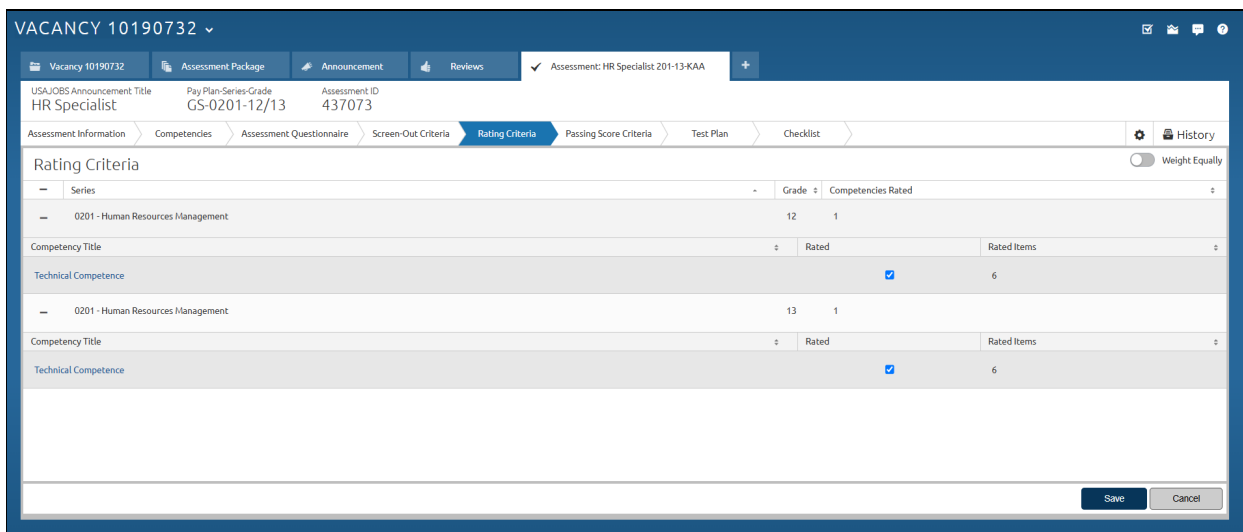 VACANCY 10190732
Vacancy 10190732 Assessment Package Announcement Reviews Assessment: HR Specialist 201-13-KAA +
USAJOBS Announcement Title Pay Plan-Series-Grade Assessment ID
HR Specialist GS-0201-12/13 437073
Assessment Information Competencies Assessment Questionnaire Screen-Out Criteria Rating Criteria Passing Score Criteria Test Plan Checklist History
Rating Criteria Weight Equally
Series Grade Competencies Rated
0201 - Human Resources Management 12 1
Competency Title Rated Rated Items
Technical Competence 6
0201 - Human Resources Management 13 1
Competency Title Rated Rated Items
Technical Competence 6
Save Cancel